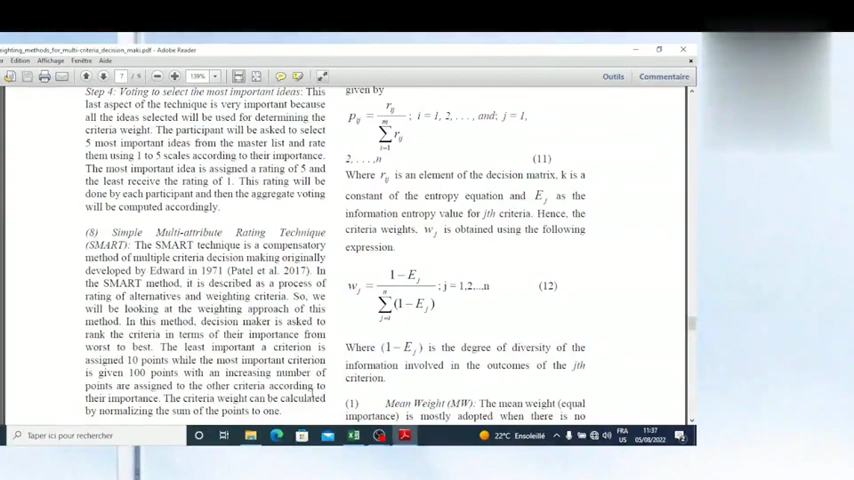 eighting_methods_for_multi-criteria_decision_maki.pdf - Adobe Reader
Edition Affichage Fenêtre Aide
7 / 9 139% Outils Commentaire
Step 4: Voting to select the most important ideas: This
last aspect of the technique is very important because
all the ideas selected will be used for determining the
criteria weight. The participant will be asked to select
5 most important ideas from the master list and rate
them using 1 to 5 scales according to their importance.
The most important idea is assigned a rating of 5 and
the least receive the rating of 1. This rating will be
done by each participant and then the aggregate voting
will be computed accordingly.
(8) Simple Multi-attribute Rating Technique
(SMART): The SMART technique is a compensatory
method of multiple criteria decision making originally
developed by Edward in 1971 (Patel et al. 2017). In
the SMART method, it is described as a process of
rating of alternatives and weighting criteria. So, we
will be looking at the weighting approach of this
method. In this method, decision maker is asked to
rank the criteria in terms of their importance from
worst to best. The least important a criterion is
assigned 10 points while the most important criterion
is given 100 points with an increasing number of
points are assigned to the other criteria according to
their importance. The criteria weight can be calculated
by normalizing the sum of the points to one.
given by
p_ij = r_ij / ∑_{i=1}^{m} r_ij ; i = 1, 2, . . . , and; j = 1,
2, . . . ,n (11)
Where r_ij is an element of the decision matrix, k is a
constant of the entropy equation and E_j as the
information entropy value for jth criteria. Hence, the
criteria weights, w_j is obtained using the following
expression.
w_j = 1 − E_j / ∑_{j=i}^{n} (1 − E_j) ; j = 1,2...,n (12)
Where (1 − E_j) is the degree of diversity of the
information involved in the outcomes of the jth
criterion.
(1) Mean Weight (MW): The mean weight (equal
importance) is mostly adopted when there is no
Taper ici pour rechercher
22°C Ensoleillé
FRA
US
11:37
05/08/2022